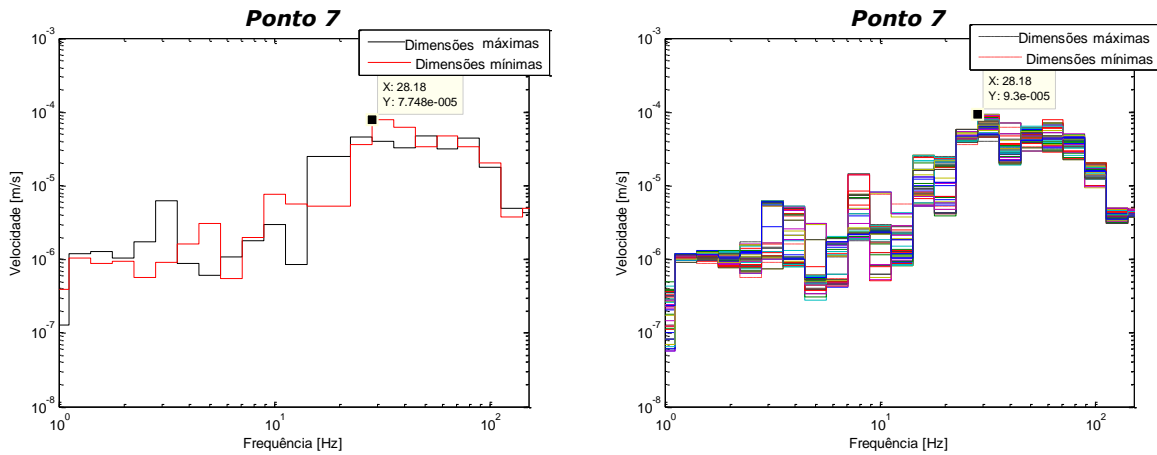 Ponto 7
Dimensões máximas
Dimensões mínimas
X: 28.18
Y: 7.748e-005
10^-3
10^-4
10^-5
10^-6
10^-7
10^-8
Velocidade [m/s]
10^0
10^1
10^2
Frequência [Hz]
Ponto 7
Dimensões máximas
Dimensões mínimas
X: 28.18
Y: 9.3e-005
10^-3
10^-4
10^-5
10^-6
10^-7
10^-8
Velocidade [m/s]
10^0
10^1
10^2
Frequência [Hz]